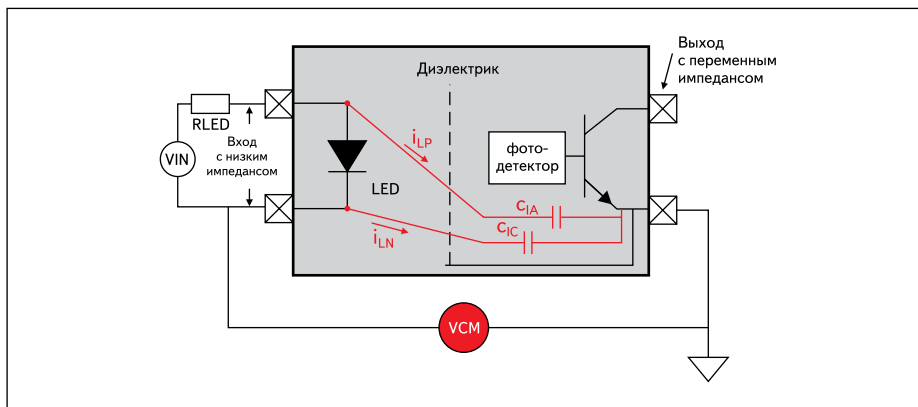 Выход
с переменным
импедансом
Диэлектрик
RLED
Вход
с низким
импедансом
VIN
LED
iLP
iLN
фото-
детектор
CIA
CIC
VCM